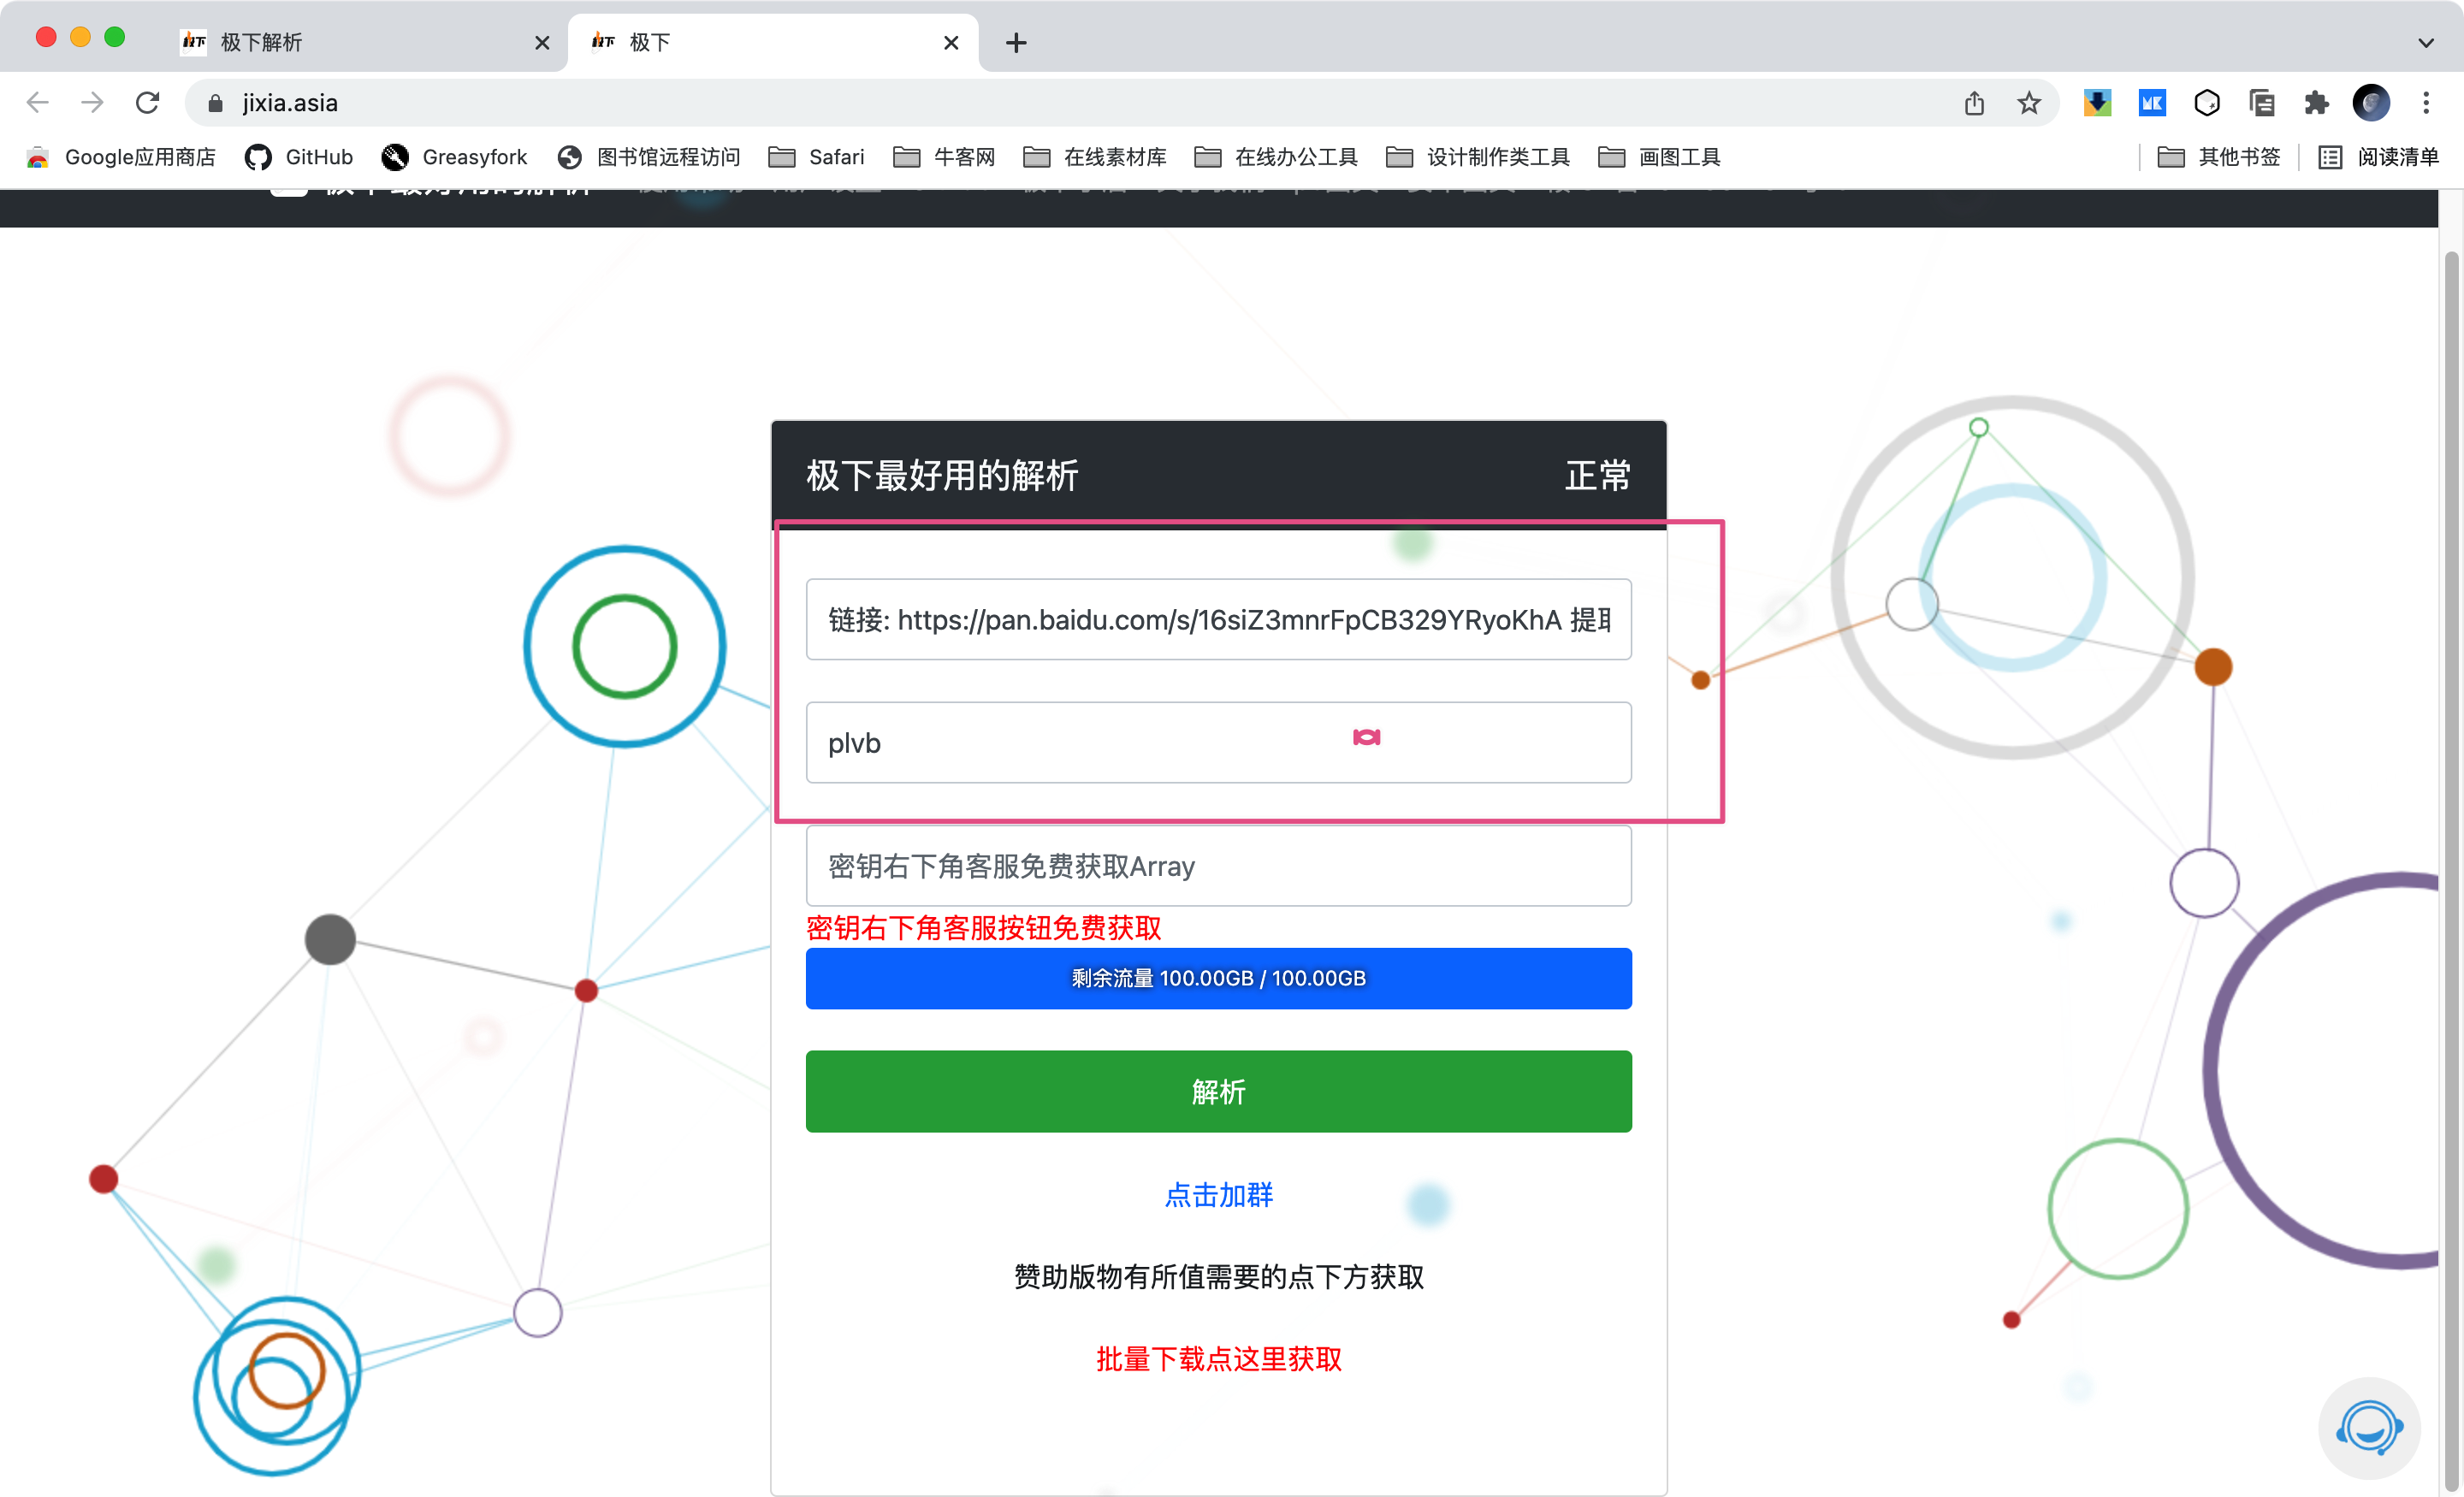 极下解析
极下
jixia.asia
Google应用商店 GitHub Greasyfork 图书馆远程访问 Safari 牛客网 在线素材库 在线办公工具 设计制作类工具 画图工具 其他书签 阅读清单
极下最好用的解析 正常
链接: https://pan.baidu.com/s/16siZ3mnrFpCB329YRyoKhA 提取
plvb
密钥右下角客服免费获取Array
密钥右下角客服按钮免费获取
剩余流量 100.00GB / 100.00GB
解析
点击加群
赞助版物有所值需要的点下方获取
批量下载点这里获取